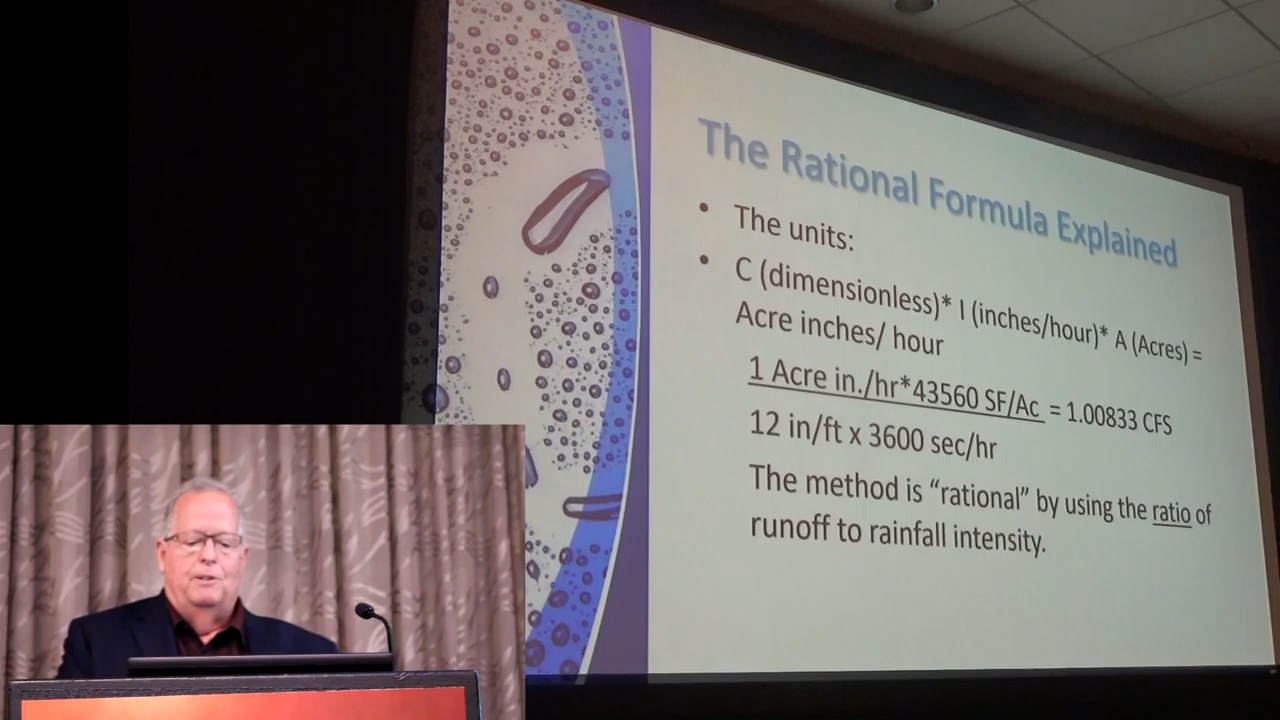 The Rational Formula Explained
• The units:
• C (dimensionless)* I (inches/hour)* A (Acres) =
Acre inches/ hour
1 Acre in./hr*43560 SF/Ac = 1.00833 CFS
12 in/ft x 3600 sec/hr
The method is “rational” by using the ratio of
runoff to rainfall intensity.